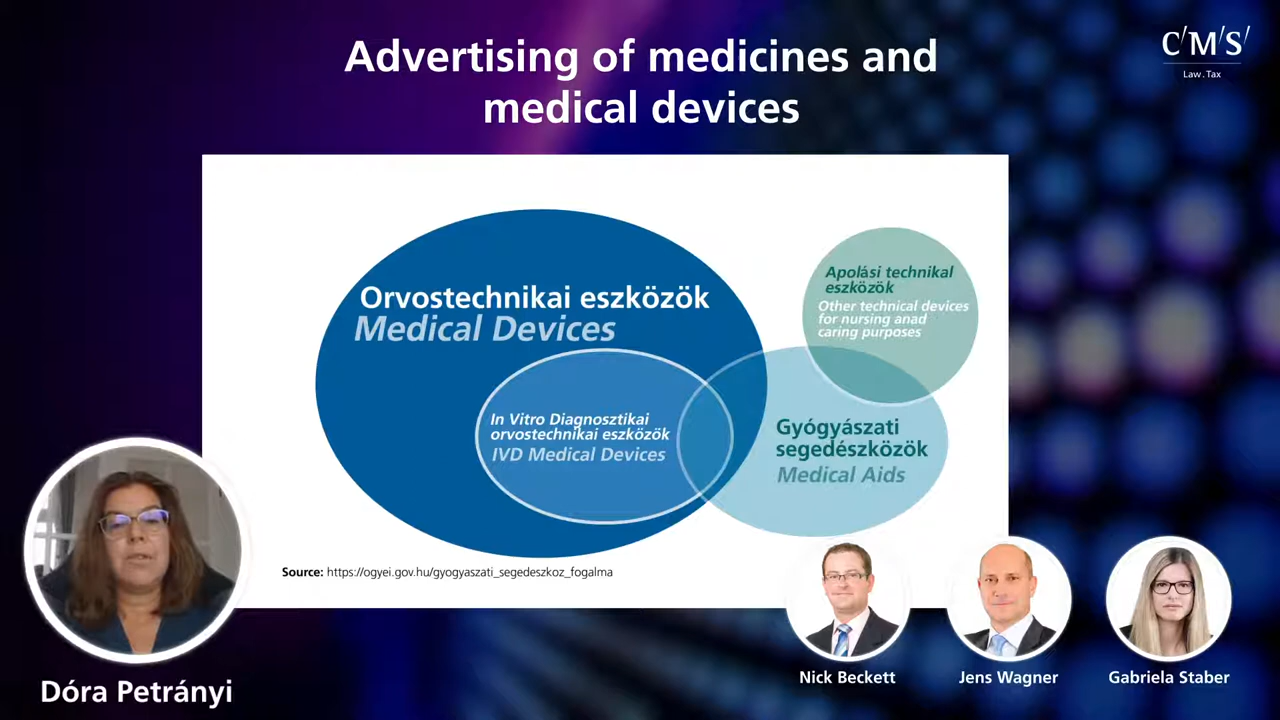 Advertising of medicines and
medical devices
C/M/S/
Law.Tax
Orvostechnikai eszközök
Medical Devices
In Vitro Diagnosztikai
orvostechnikai eszközök
IVD Medical Devices
Apolási technikal
eszközök
Other technical devices
for nursing anad
caring purposes
Gyógyászati
segedészközök
Medical Aids
Source: https://ogyei.gov.hu/gyogyaszati_segedeszkoz_fogalma
Dóra Petrányi
Nick Beckett
Jens Wagner
Gabriela Staber